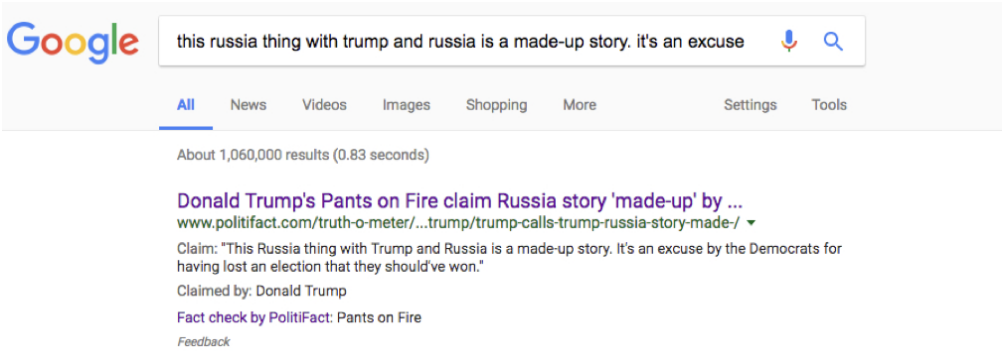 Google this russia thing with trump and russia is a made-up story. it's an excuse
All News Videos Images Shopping More Settings Tools
About 1,060,000 results (0.83 seconds)
Donald Trump's Pants on Fire claim Russia story 'made-up' by ...
www.politifact.com/truth-o-meter/...trump/trump-calls-trump-russia-story-made-/
Claim: "This Russia thing with Trump and Russia is a made-up story. It's an excuse by the Democrats for
having lost an election that they should've won."
Claimed by: Donald Trump
Fact check by PolitiFact: Pants on Fire
Feedback